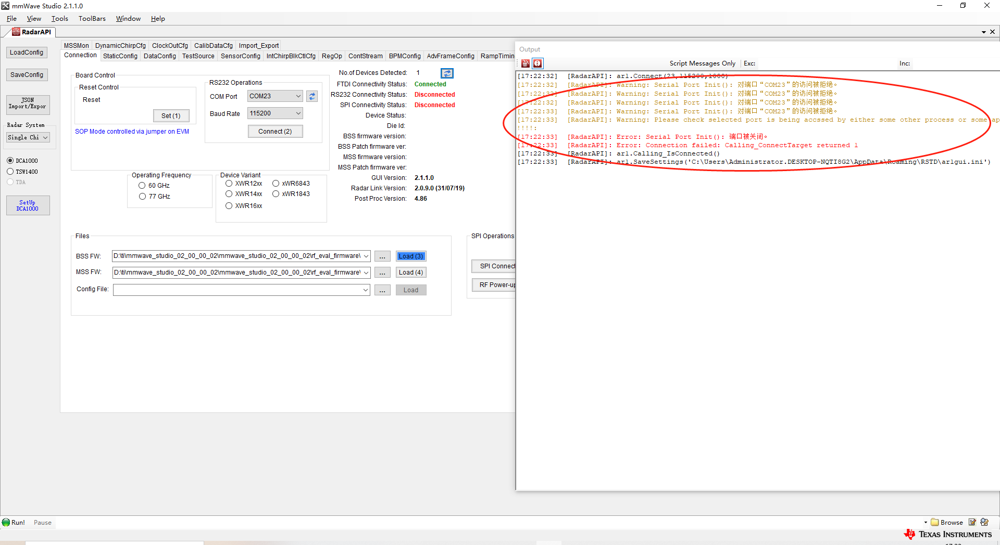 mmWave Studio 2.1.1.0
File View Tools ToolBars Window Help
RadarAPI
LoadConfig
SaveConfig
JSON
Import/Expor
Radar System
Single Chi
DCA1000
TSW1400
TDA
SetUp
DCA1000
MSSMon DynamicChirpCfg ClockOutCfg CalibDataCfg Import_Export
Connection StaticConfig DataConfig TestSource SensorConfig IntChirpBlkCtlCfg RegOp ContStream BPMConfig AdvFrameConfig RampTimin
Board Control
Reset Control
Reset
Set (1)
SOP Mode controlled via jumper on EVM
RS232 Operations
COM Port COM23
Baud Rate 115200
Connect (2)
Operating Frequency
60 GHz
77 GHz
Device Variant
XWR12xx xWR6843
XWR14xx xWR1843
XWR16xx
No.of Devices Detected: 1
FTDI Connectivity Status: Connected
RS232 Connectivity Status: Disconnected
SPI Connectivity Status: Disconnected
Device Status:
Die Id:
BSS firmware version:
BSS Patch firmware ver:
MSS firmware version:
MSS Patch firmware ver:
GUI Version: 2.1.1.0
Radar Link Version: 2.0.9.0 (31/07/19)
Post Proc Version: 4.86
Files
BSS FW: D:\ti\mmwave_studio_02_00_00_02\mmwave_studio_02_00_00_02\rf_eval_firmware\ ... Load (3)
MSS FW: D:\ti\mmwave_studio_02_00_00_02\mmwave_studio_02_00_00_02\rf_eval_firmware\ ... Load (4)
Config File: ... Load
SPI Operations
SPI Connect
RF Power-up
Output
Script Messages Only Exc: Inc:
[17:22:32] [RadarAPI]: ar1.Connect(23,115200,1000)
[17:22:32] [RadarAPI]: Warning: Serial Port Init(): 对端口“COM23”的访问被拒绝。
[17:22:32] [RadarAPI]: Warning: Serial Port Init(): 对端口“COM23”的访问被拒绝。
[17:22:32] [RadarAPI]: Warning: Serial Port Init(): 对端口“COM23”的访问被拒绝。
[17:22:33] [RadarAPI]: Warning: Serial Port Init(): 对端口“COM23”的访问被拒绝。
[17:22:33] [RadarAPI]: Warning: Please check selected port is being accssed by either some other process or some ap
!!!!:
[17:22:33] [RadarAPI]: Error: Serial Port Init(): 端口被关闭。
[17:22:33] [RadarAPI]: Error: Connection failed: Calling_ConnectTarget returned 1
[17:22:33] [RadarAPI]: ar1.Calling_IsConnected()
[17:22:33] [RadarAPI]: ar1.SaveSettings('C:\Users\Administrator.DESKTOP-NQTI8G2\AppData\Roaming\RSTD\ar1gui.ini')
Run! Pause
Browse
TEXAS INSTRUMENTS